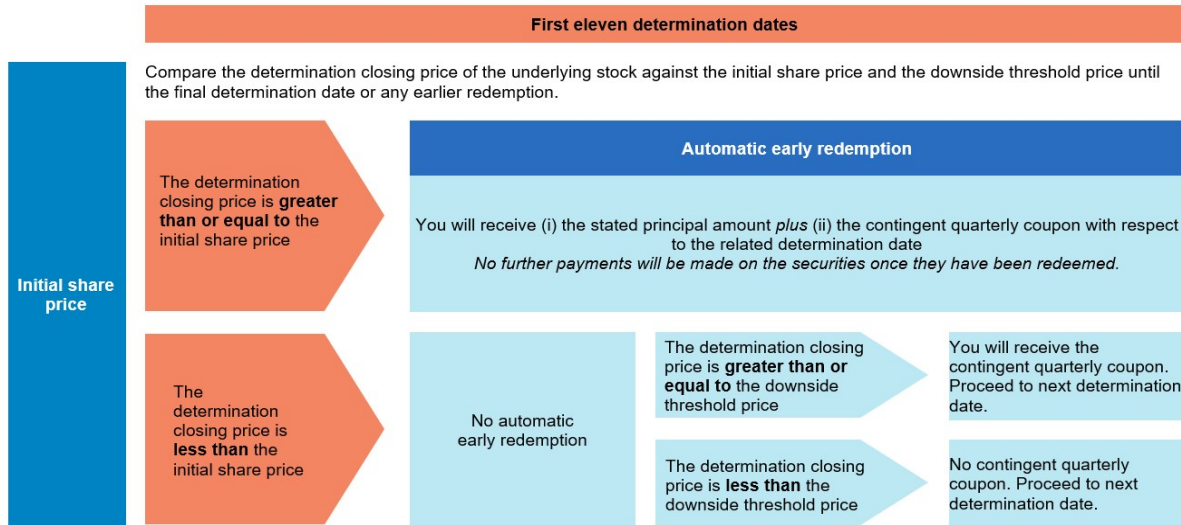 First eleven determination dates
Compare the determination closing price of the underlying stock against the initial share price and the downside threshold price until
the final determination date or any earlier redemption.
Initial share
price
The determination
closing price is greater
than or equal to the
initial share price
Automatic early redemption
You will receive (i) the stated principal amount plus (ii) the contingent quarterly coupon with respect
to the related determination date
No further payments will be made on the securities once they have been redeemed.
The
determination
closing price is
less than the
initial share price
No automatic
early redemption
The determination closing
price is greater than or
equal to the downside
threshold price
You will receive the
contingent quarterly coupon.
Proceed to next determination
date.
The determination closing
price is less than the
downside threshold price
No contingent quarterly
coupon. Proceed to next
determination date.